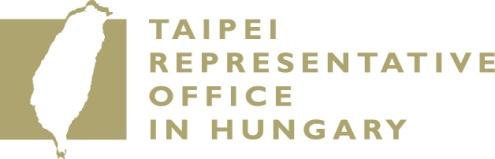 TAIPEI
REPRESENTATIVE
OFFICE
IN HUNGARY